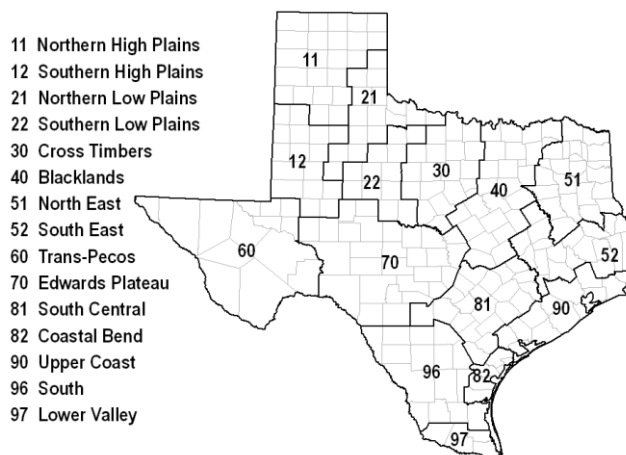 11 Northern High Plains
12 Southern High Plains
21 Northern Low Plains
22 Southern Low Plains
30 Cross Timbers
40 Blacklands
51 North East
52 South East
60 Trans-Pecos
70 Edwards Plateau
81 South Central
82 Coastal Bend
90 Upper Coast
96 South
97 Lower Valley
11
21
12
22
30
40
51
60
70
52
81
90
96
82
97